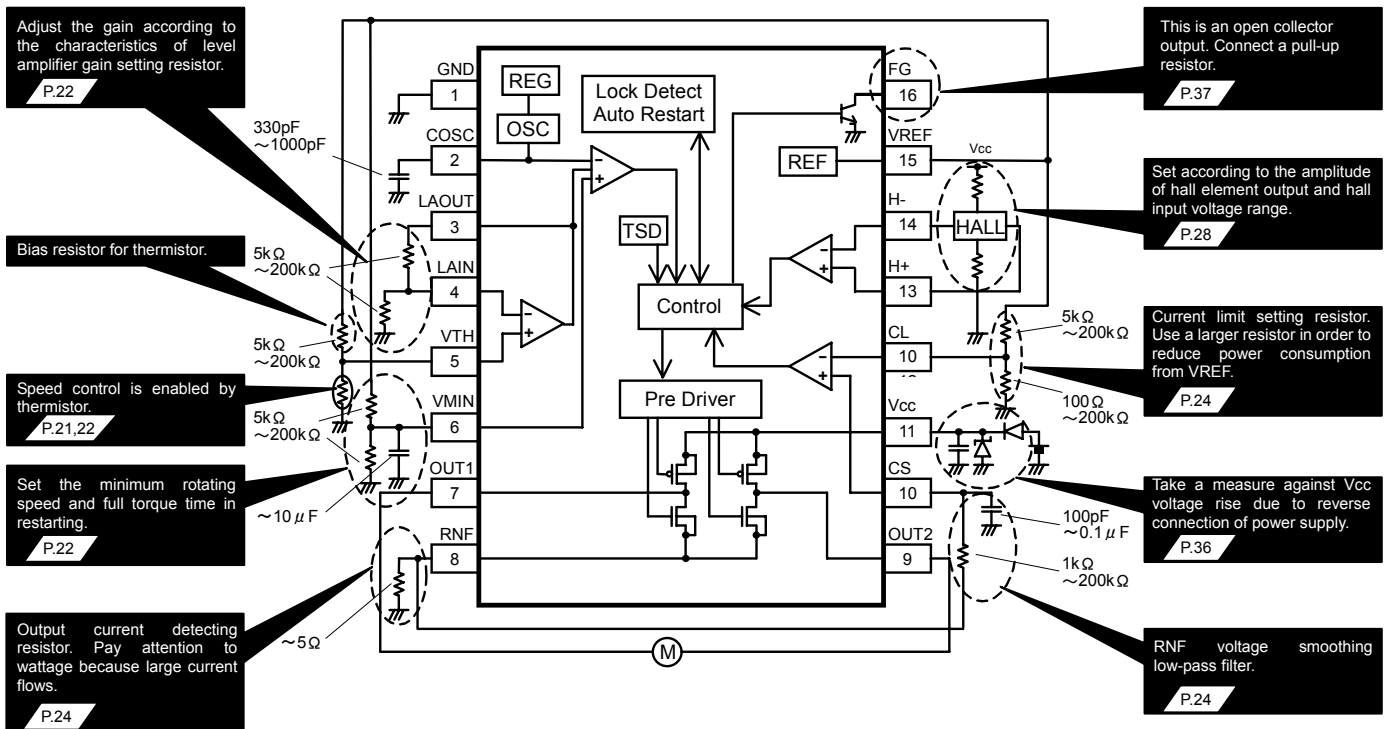 Adjust the gain according to
the characteristics of level
amplifier gain setting resistor.
P.22
Bias resistor for thermistor.
Speed control is enabled by
thermistor.
P.21,22
Set the minimum rotating
speed and full torque time in
restarting.
P.22
Output current detecting
resistor. Pay attention to
wattage because large current
flows.
P.24
330pF
～1000pF
5kΩ
～200kΩ
5kΩ
～200kΩ
5kΩ
～200kΩ
～10μF
～5Ω
GND
1
COSC
2
LAOUT
3
LAIN
4
VTH
5
VMIN
6
OUT1
7
RNF
8
REG
OSC
Lock Detect
Auto Restart
−
+
TSD
−
+
Control
−
+
−
+
Pre Driver
REF
M
FG
16
VREF
15
H-
14
H+
13
CL
10
Vcc
11
CS
10
OUT2
9
Vcc
HALL
5kΩ
～200kΩ
100Ω
～200kΩ
100pF
～0.1μF
1kΩ
～200kΩ
This is an open collector
output. Connect a pull-up
resistor.
P.37
Set according to the amplitude
of hall element output and hall
input voltage range.
P.28
Current limit setting resistor.
Use a larger resistor in order to
reduce power consumption
from VREF.
P.24
Take a measure against Vcc
voltage rise due to reverse
connection of power supply.
P.36
RNF voltage smoothing
low-pass filter.
P.24